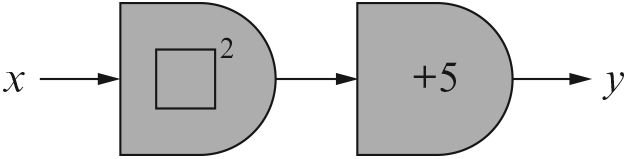 x □² +5 y